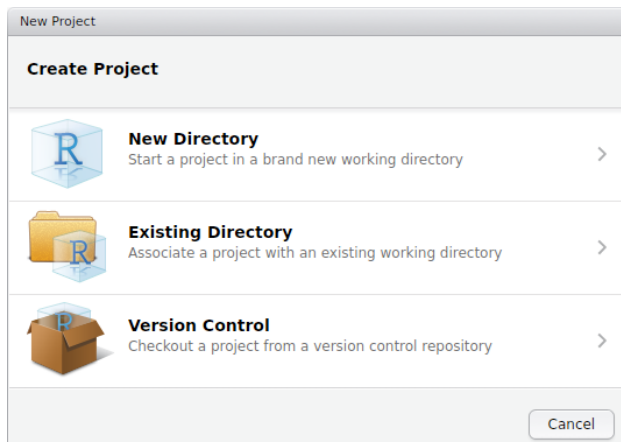 New Project
Create Project
R
New Directory
Start a project in a brand new working directory
R
Existing Directory
Associate a project with an existing working directory
R
Version Control
Checkout a project from a version control repository
Cancel